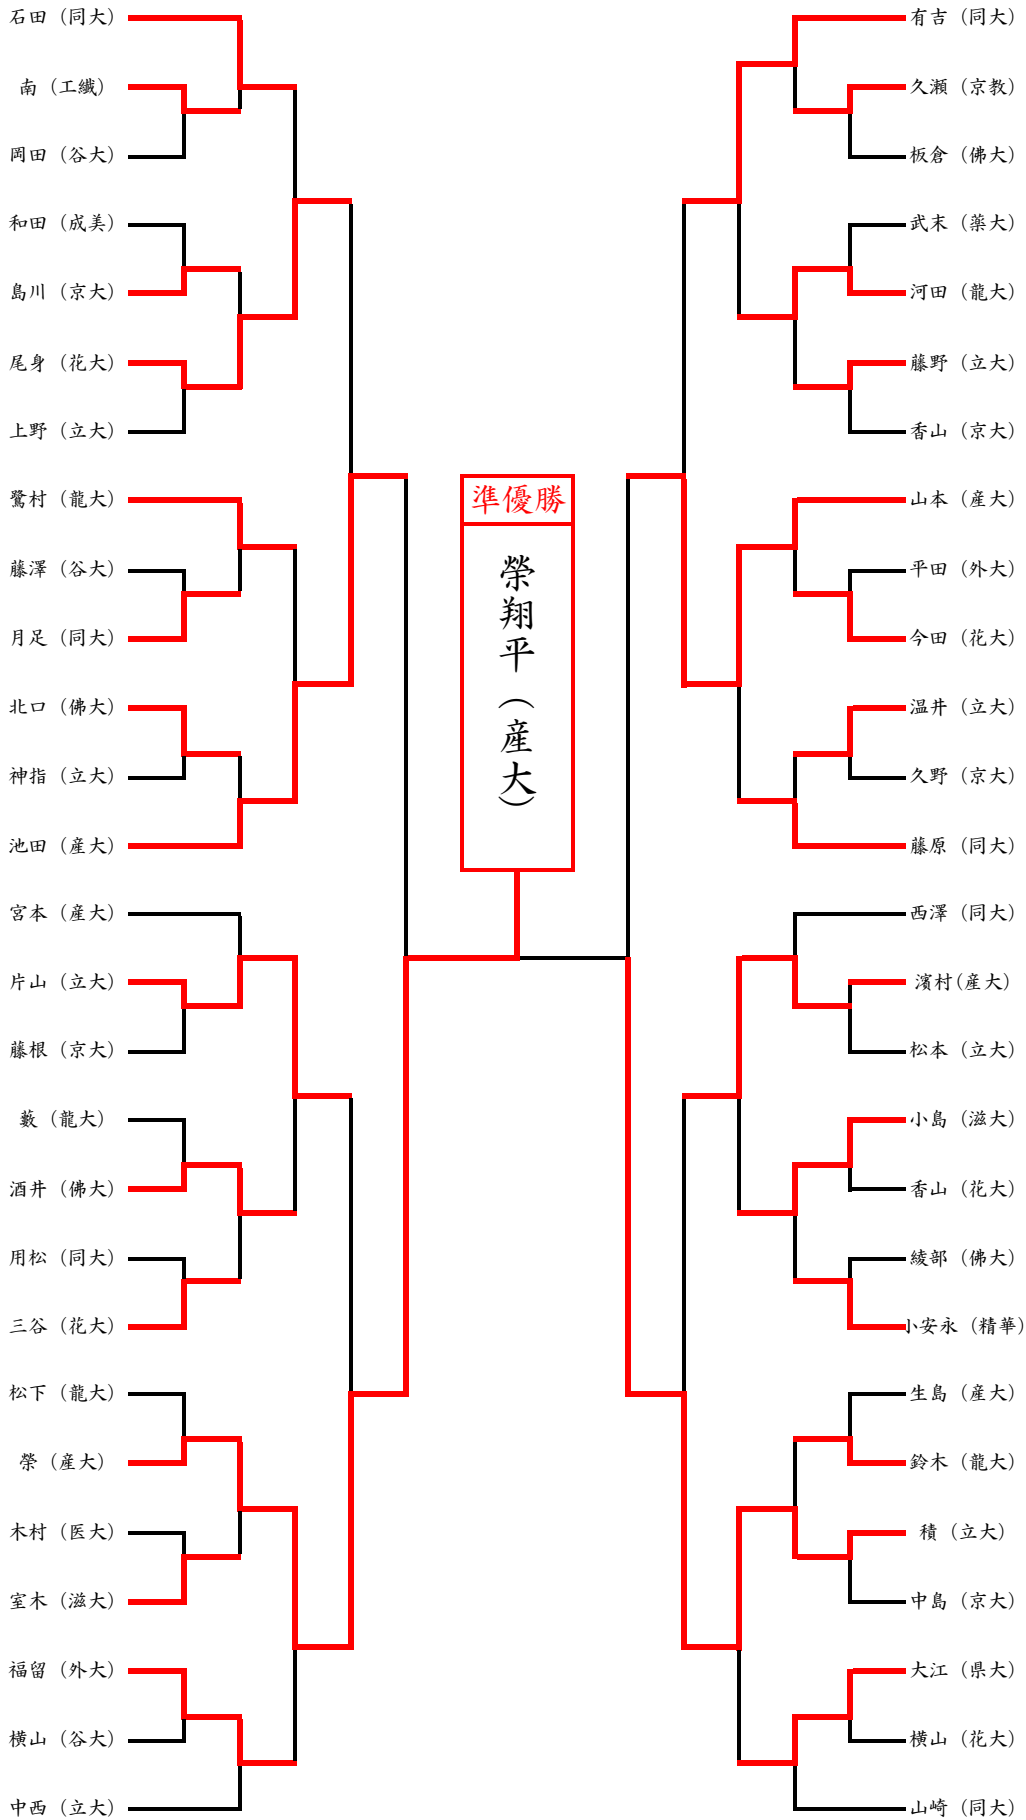 石田（同大）
南（工繊）
岡田（谷大）
和田（成美）
島川（京大）
尾身（花大）
上野（立大）
鷺村（龍大）
藤澤（谷大）
月足（同大）
北口（佛大）
神指（立大）
池田（産大）
宮本（産大）
片山（立大）
藤根（京大）
藪（龍大）
酒井（佛大）
用松（同大）
三谷（花大）
松下（龍大）
榮（産大）
木村（医大）
室木（滋大）
福留（外大）
横山（谷大）
中西（立大）
準優勝
榮翔平（産大）
有吉（同大）
久瀬（京教）
板倉（佛大）
武末（薬大）
河田（龍大）
藤野（立大）
香山（京大）
山本（産大）
平田（外大）
今田（花大）
温井（立大）
久野（京大）
藤原（同大）
西澤（同大）
濱村(産大）
松本（立大）
小島（滋大）
香山（花大）
綾部（佛大）
小安永（精華）
生島（産大）
鈴木（龍大）
積（立大）
中島（京大）
大江（県大）
横山（花大）
山崎（同大）